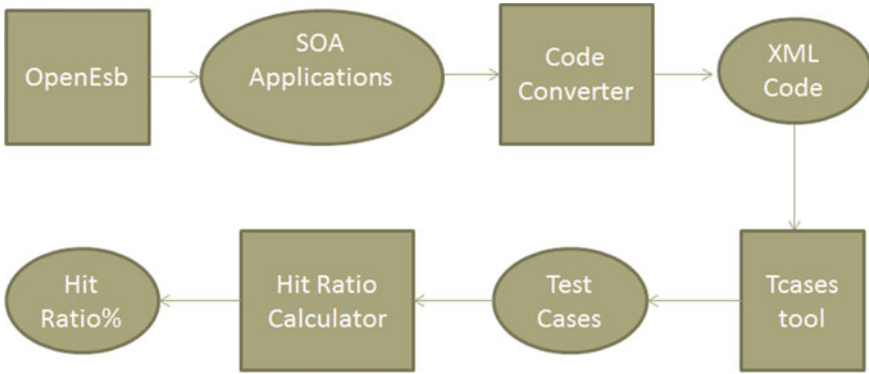 OpenEsb
SOA
Applications
Code
Converter
XML
Code
Hit
Ratio%
Hit Ratio
Calculator
Test
Cases
Tcases
tool